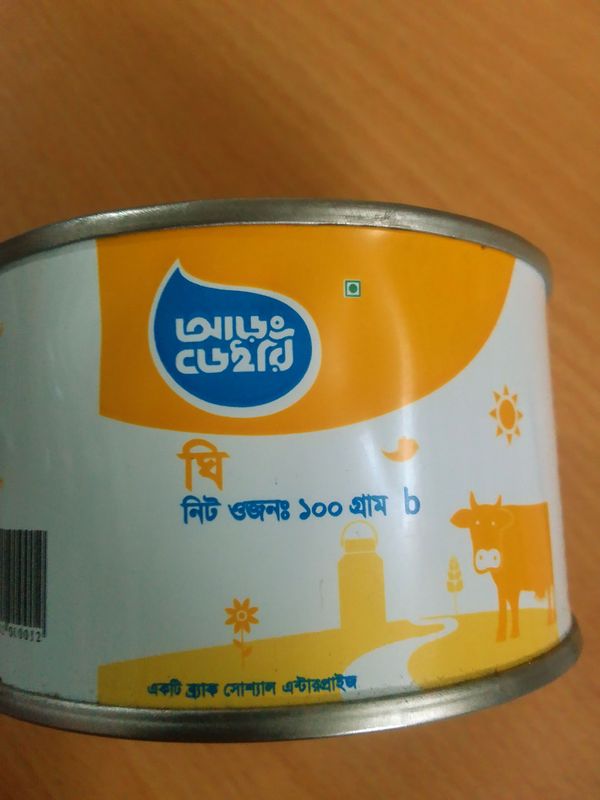 আড়ং
ডেইরি
ঘি
নিট ওজনঃ ১০০ গ্রাম b
একটি ব্র্যাক সোশ্যাল এন্টারপ্রাইজ